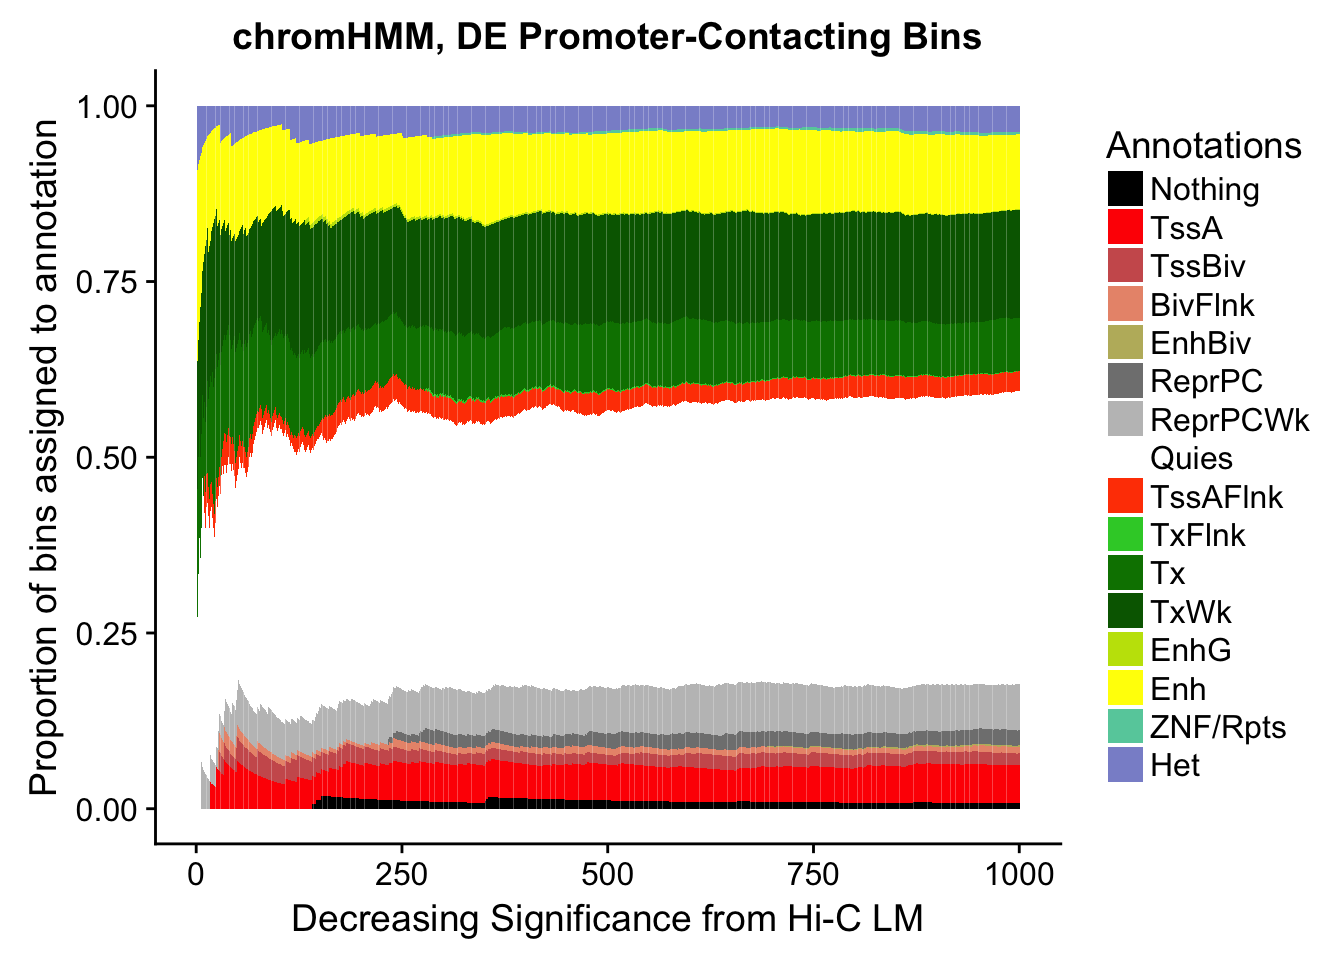 chromHMM, DE Promoter-Contacting Bins
Proportion of bins assigned to annotation
1.00
0.75
0.50
0.25
0.00
0
250
500
750
1000
Decreasing Significance from Hi-C LM
Annotations
Nothing
TssA
TssBiv
BivFlnk
EnhBiv
ReprPC
ReprPCWk
Quies
TssAFlnk
TxFlnk
Tx
TxWk
EnhG
Enh
ZNF/Rpts
Het